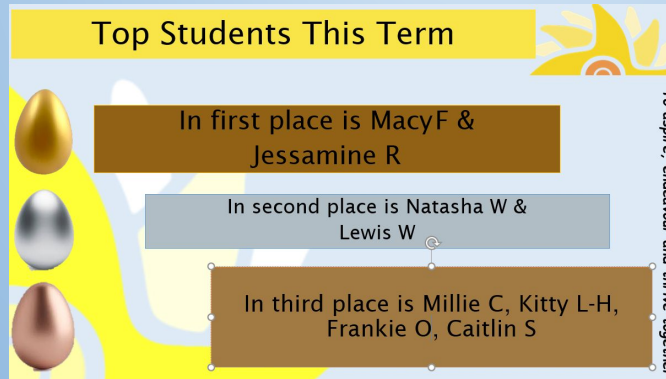 Top Students This Term
In first place is MacyF &
Jessamine R
In second place is Natasha W &
Lewis W
In third place is Millie C, Kitty L-H,
Frankie O, Caitlin S